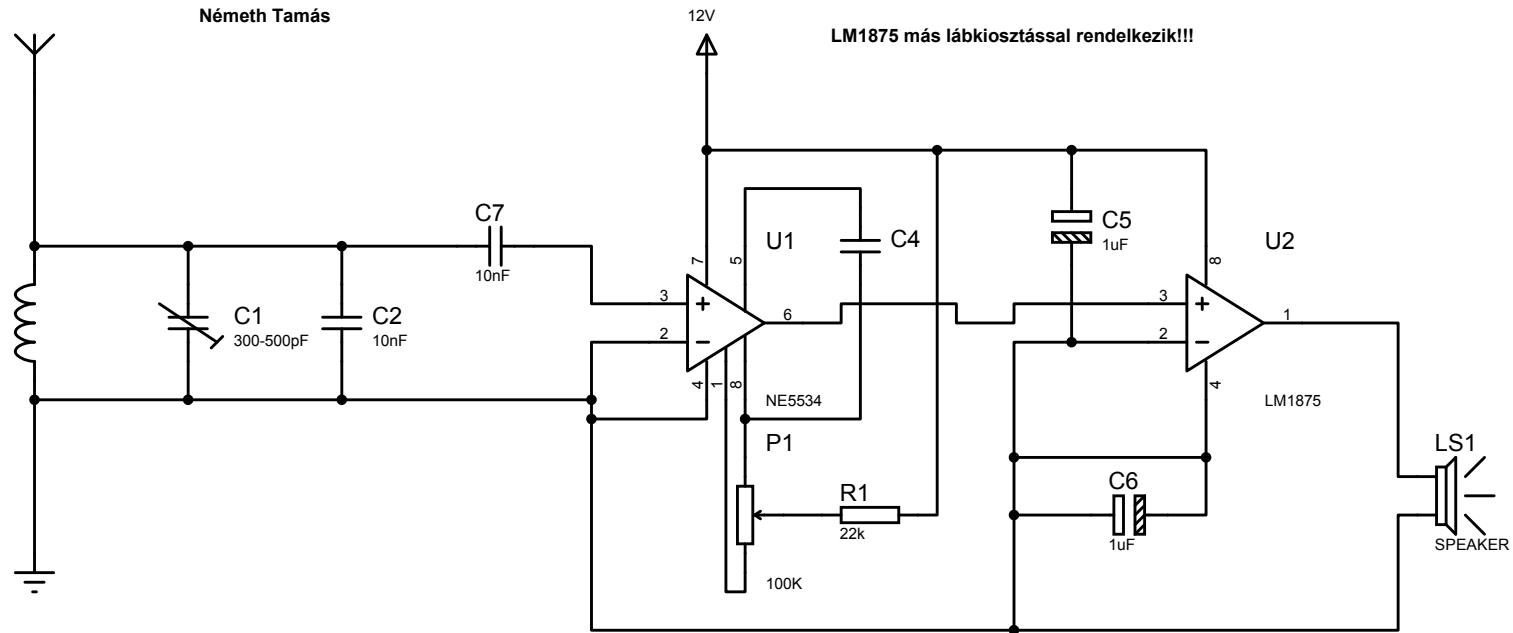 Németh Tamás
12V
LM1875 más lábkiosztással rendelkezik!!!
C7
10nF
C1
300-500pF
C2
10nF
U1
7
5
3
2
6
4
1
8
NE5534
C4
P1
100K
R1
22k
C5
1uF
U2
8
3
2
1
4
LM1875
C6
1uF
LS1
SPEAKER